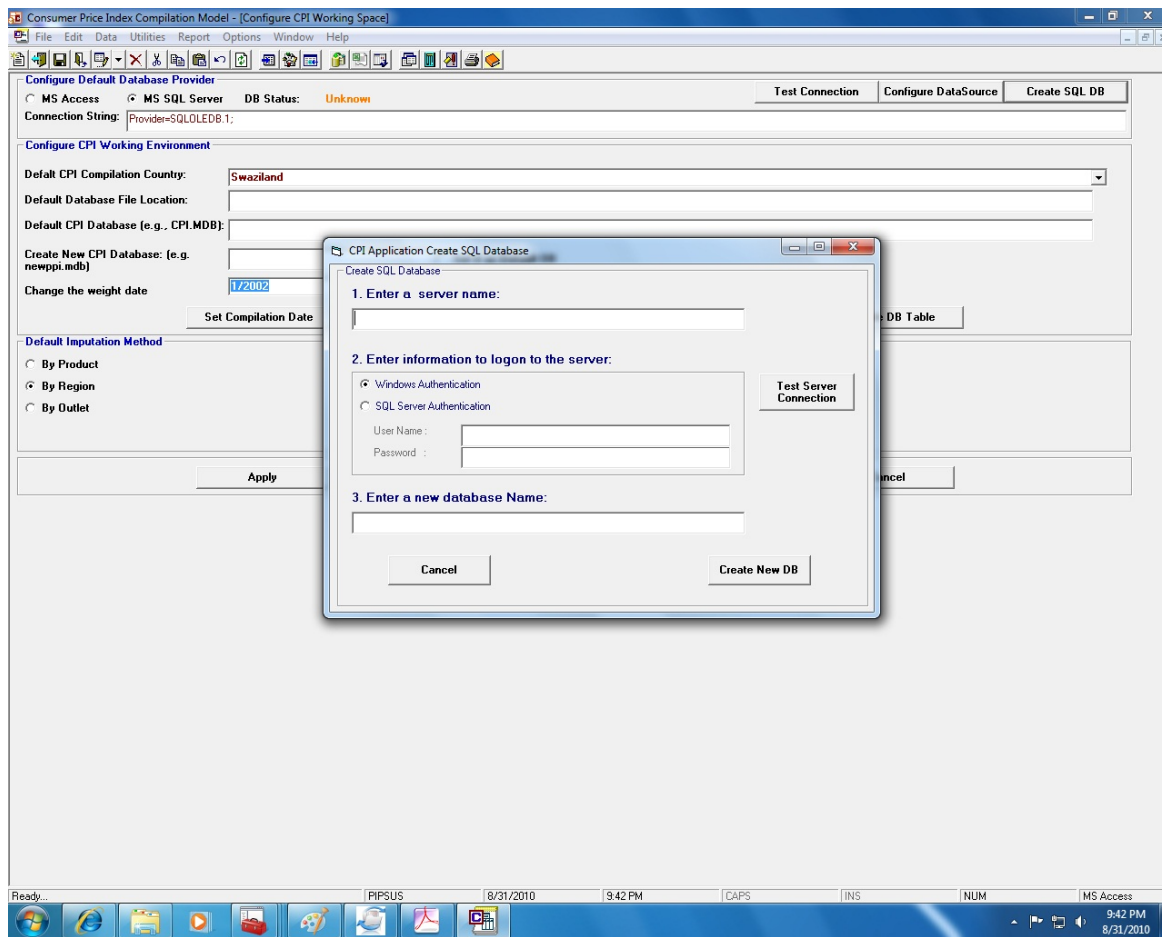 Consumer Price Index Compilation Model - [Configure CPI Working Space]
File Edit Data Utilities Report Options Window Help
Configure Default Database Provider
MS Access MS SQL Server DB Status: Unknow
Test Connection Configure DataSource Create SQL DB
Connection String: Provider=SQLOLEDB.1;
Configure CPI Working Environment
Defalt CPI Compilation Country: Swaziland
Default Database File Location:
Default CPI Database (e.g., CPI.MDB):
Create New CPI Database: (e.g.
newppi.mdb)
Change the weight date 1/2002
Set Compilation Date DB Table
Default Imputation Method
By Product
By Region
By Outlet
Apply ncel
CPI Application Create SQL Database
Create SQL Database
1. Enter a server name:
2. Enter information to logon to the server:
Windows Authentication
SQL Server Authentication
User Name :
Password :
Test Server
Connection
3. Enter a new database Name:
Cancel Create New DB
Ready... PIPSUS 8/31/2010 9:42 PM CAPS INS NUM MS Access
9:42 PM
8/31/2010